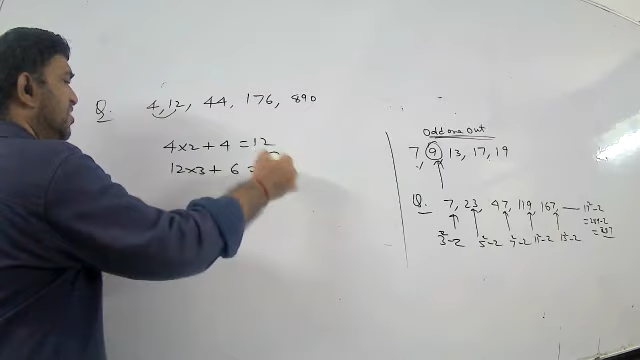 Q. 4, 12, 44, 176, 890
4x2 + 4 = 12
12x3 + 6 =
Odd one Out
7, 9, 13, 17, 19
Q. 7, 23, 47, 119, 167, — 17²-2
= 289-2
= 287
3²-2 5²-2 7²-2 11²-2 13²-2